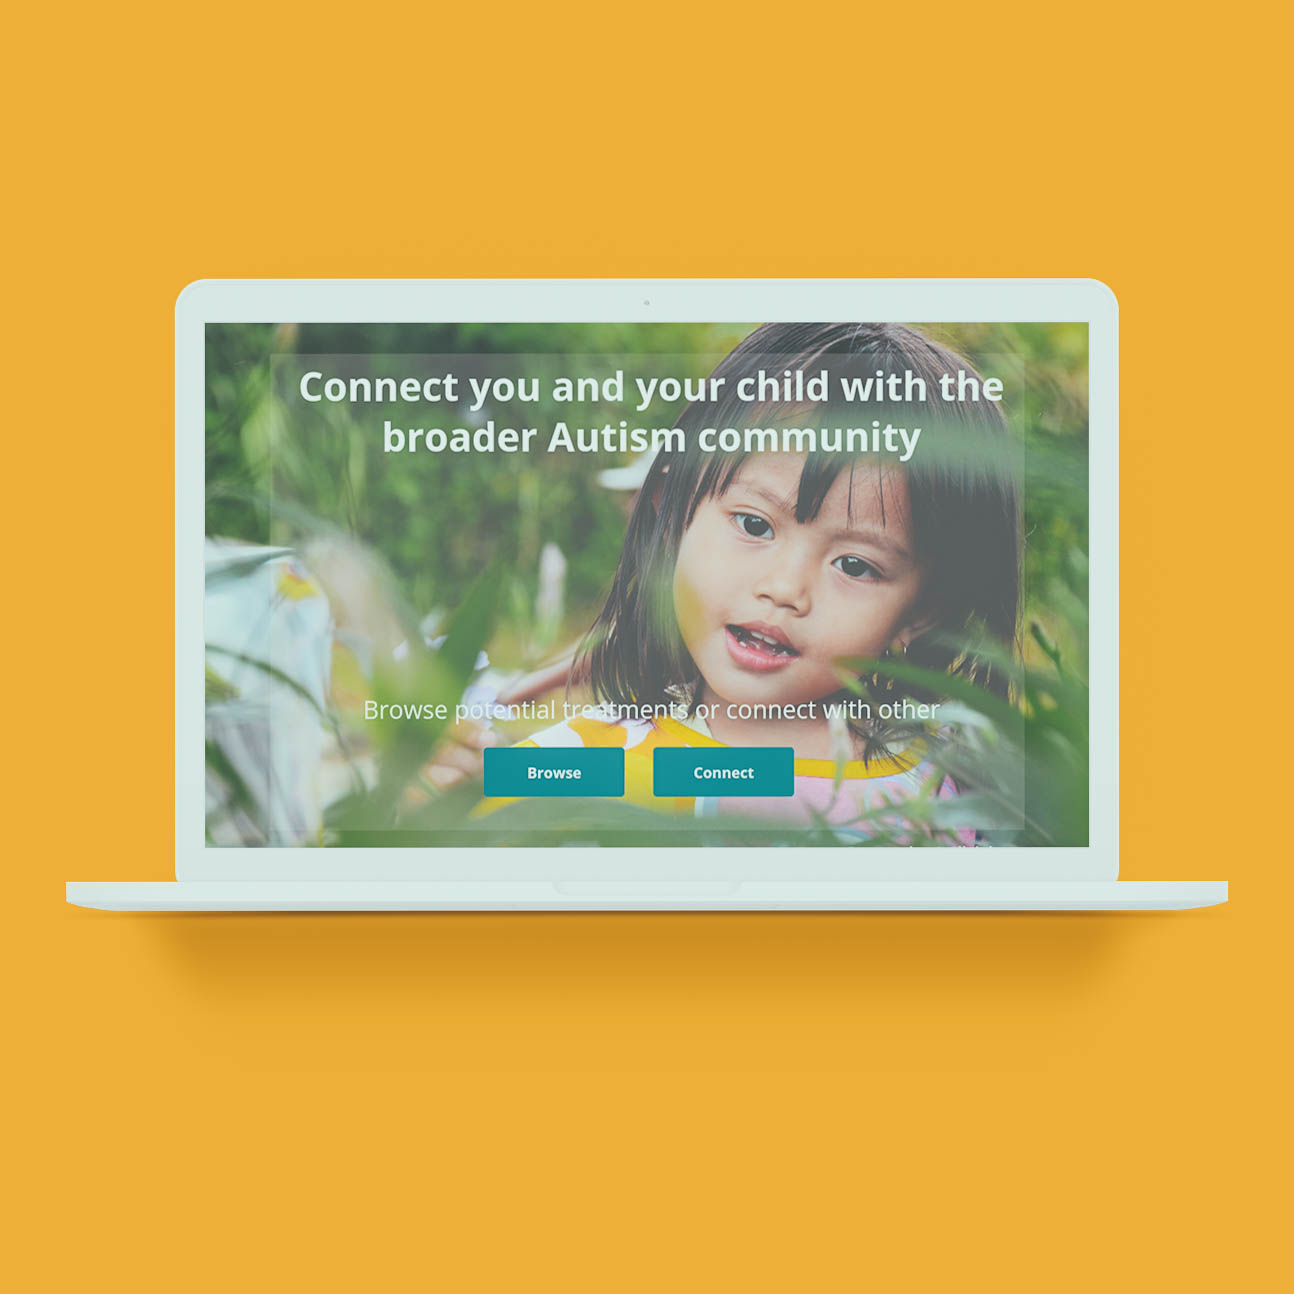 Connect you and your child with the
broader Autism community
Browse potential treatments or connect with other
Browse
Connect